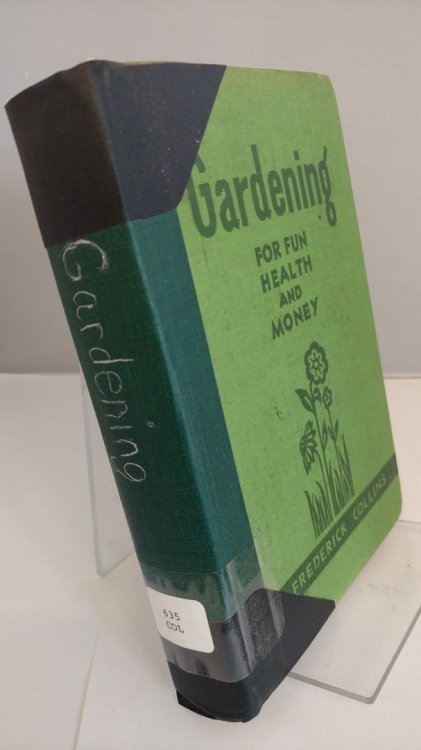 Gardening
635
COL
Gardening
FOR FUN
HEALTH
AND
MONEY
FREDERICK COLLINS